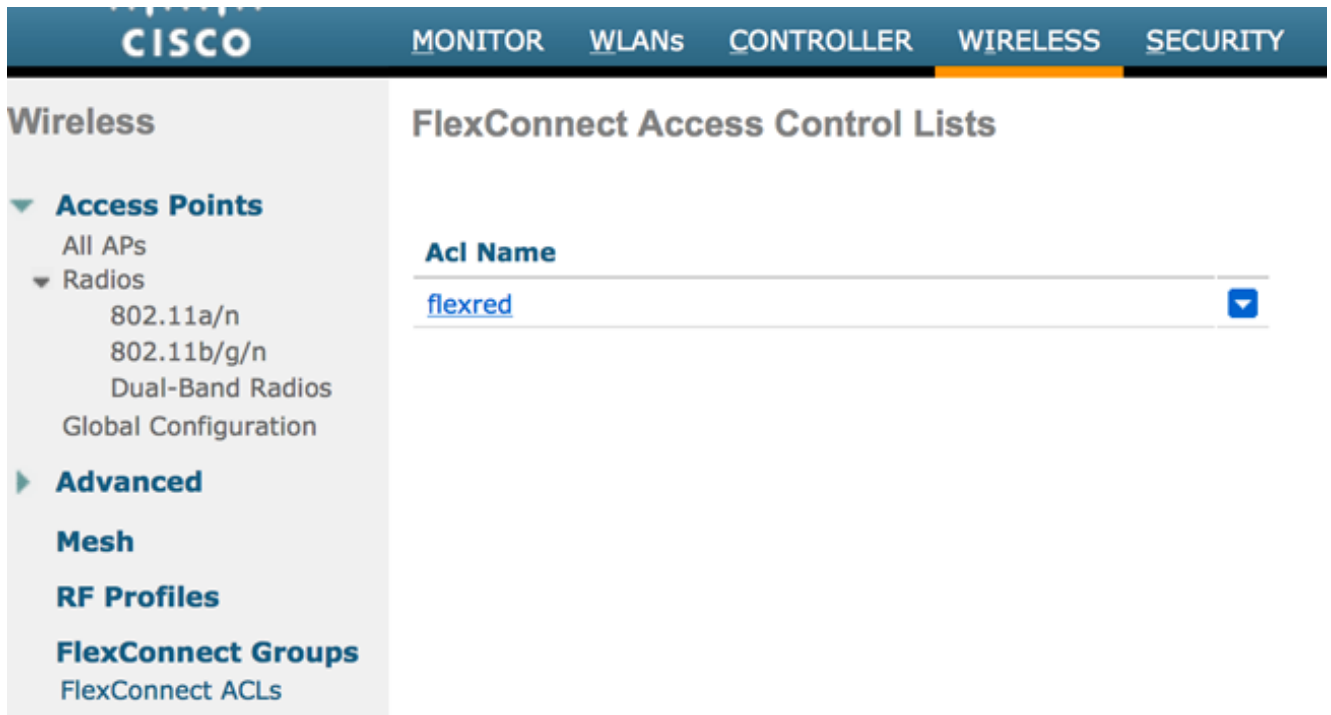 CISCO
MONITOR WLANs CONTROLLER WIRELESS SECURITY
Wireless
Access Points
All APs
Radios
802.11a/n
802.11b/g/n
Dual-Band Radios
Global Configuration
Advanced
Mesh
RF Profiles
FlexConnect Groups
FlexConnect ACLs
FlexConnect Access Control Lists
Acl Name
flexred